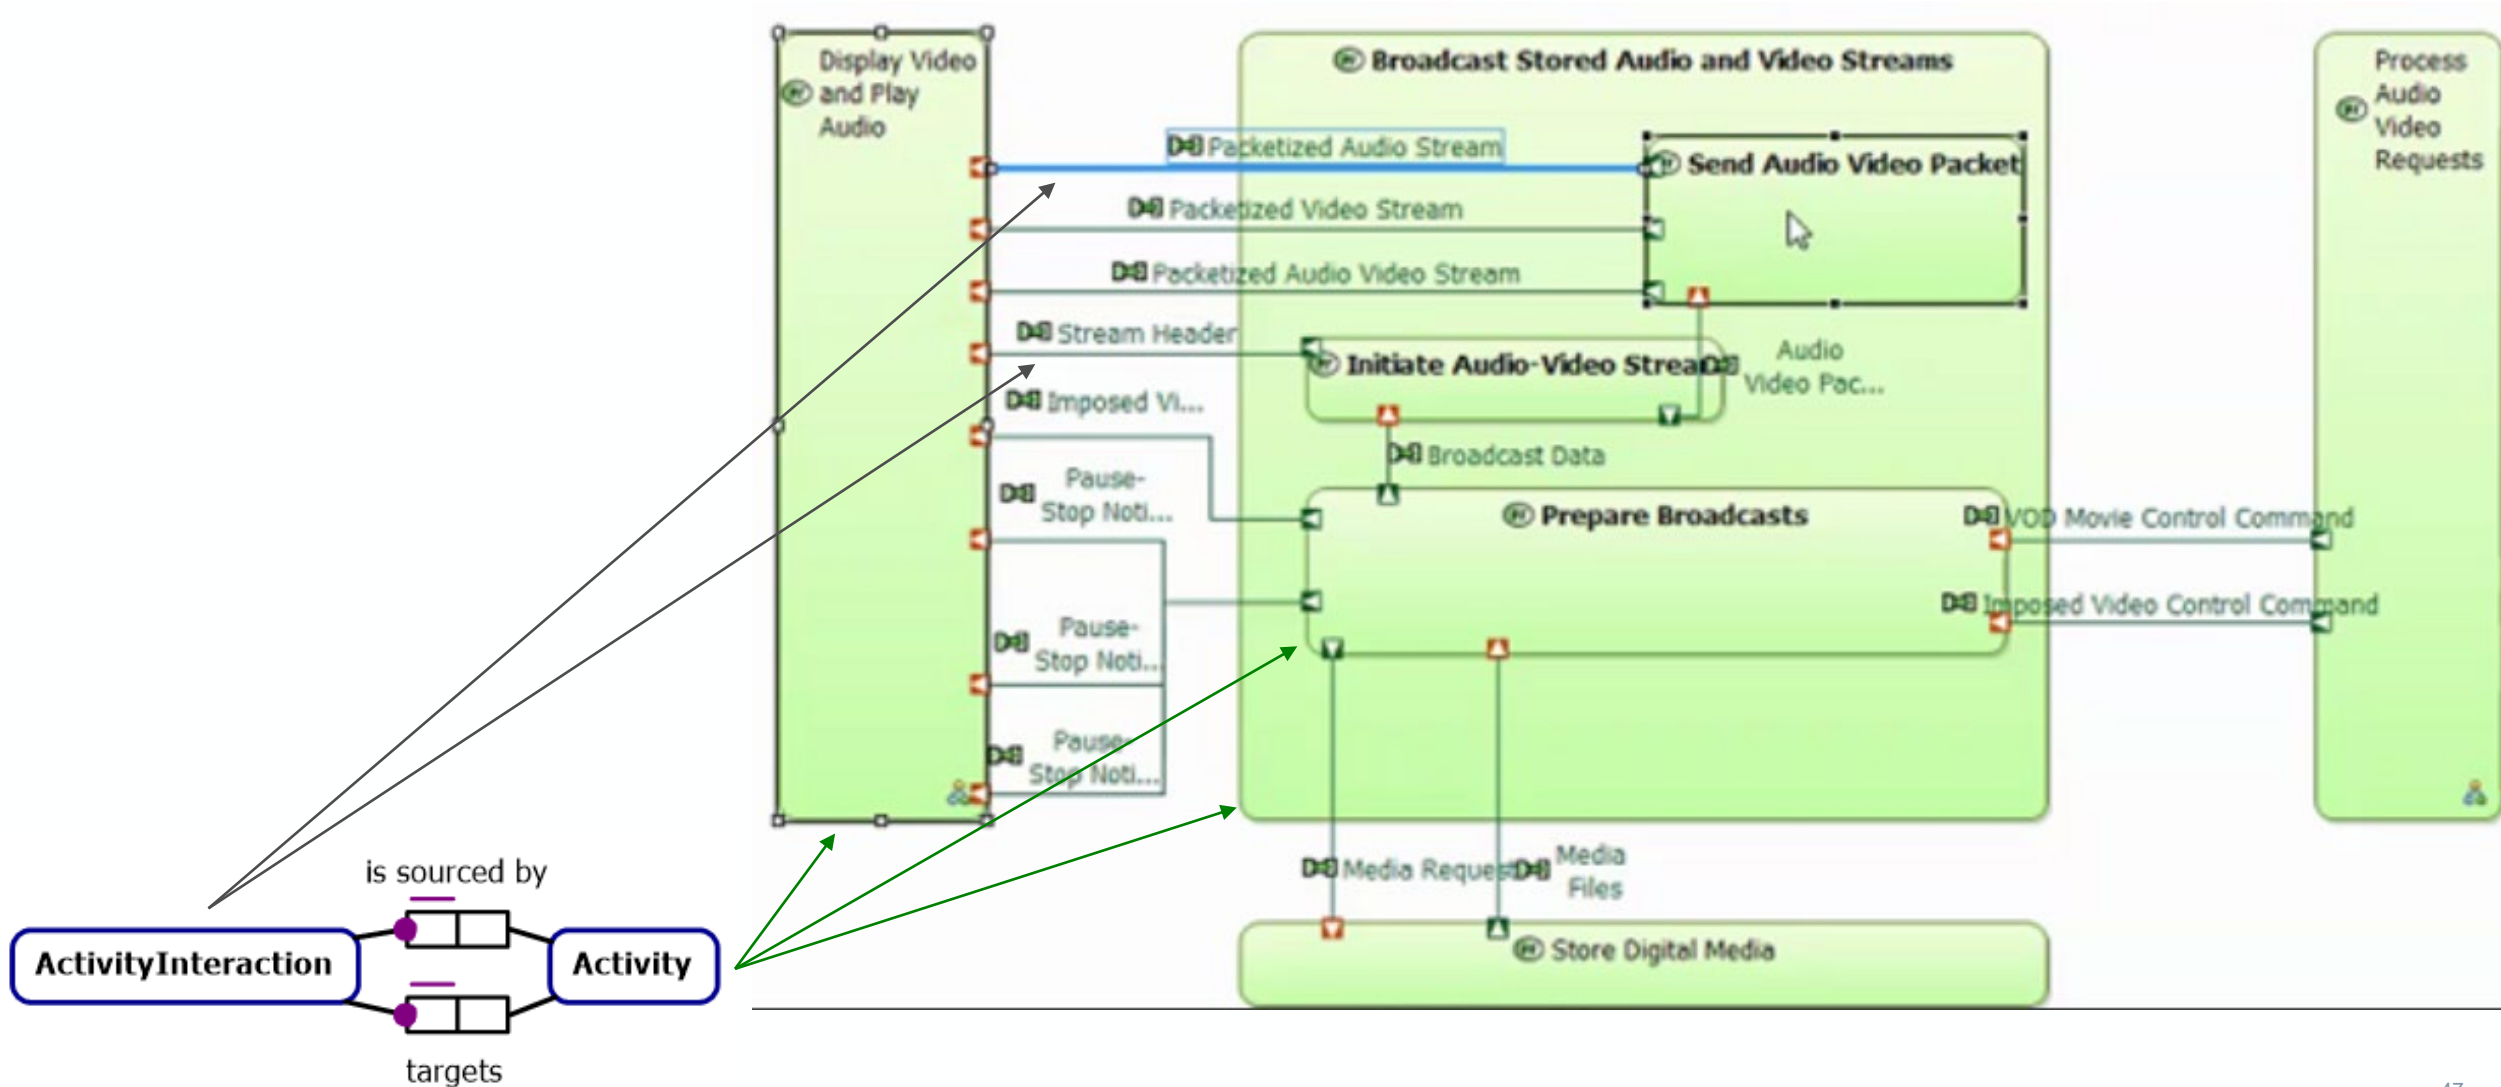 Display Video
and Play
Audio
Broadcast Stored Audio and Video Streams
Process
Audio
Video
Requests
Packetized Audio Stream
Send Audio Video Packet
Packetized Video Stream
Packetized Audio Video Stream
Stream Header
Initiate Audio-Video Stream
Audio
Video Pac...
Imposed Vi...
Broadcast Data
Pause-
Stop Noti...
Prepare Broadcasts
VOD Movie Control Command
Imposed Video Control Command
Pause-
Stop Noti...
Pause-
Stop Noti...
Media Request
Media
Files
Store Digital Media
is sourced by
ActivityInteraction
Activity
targets